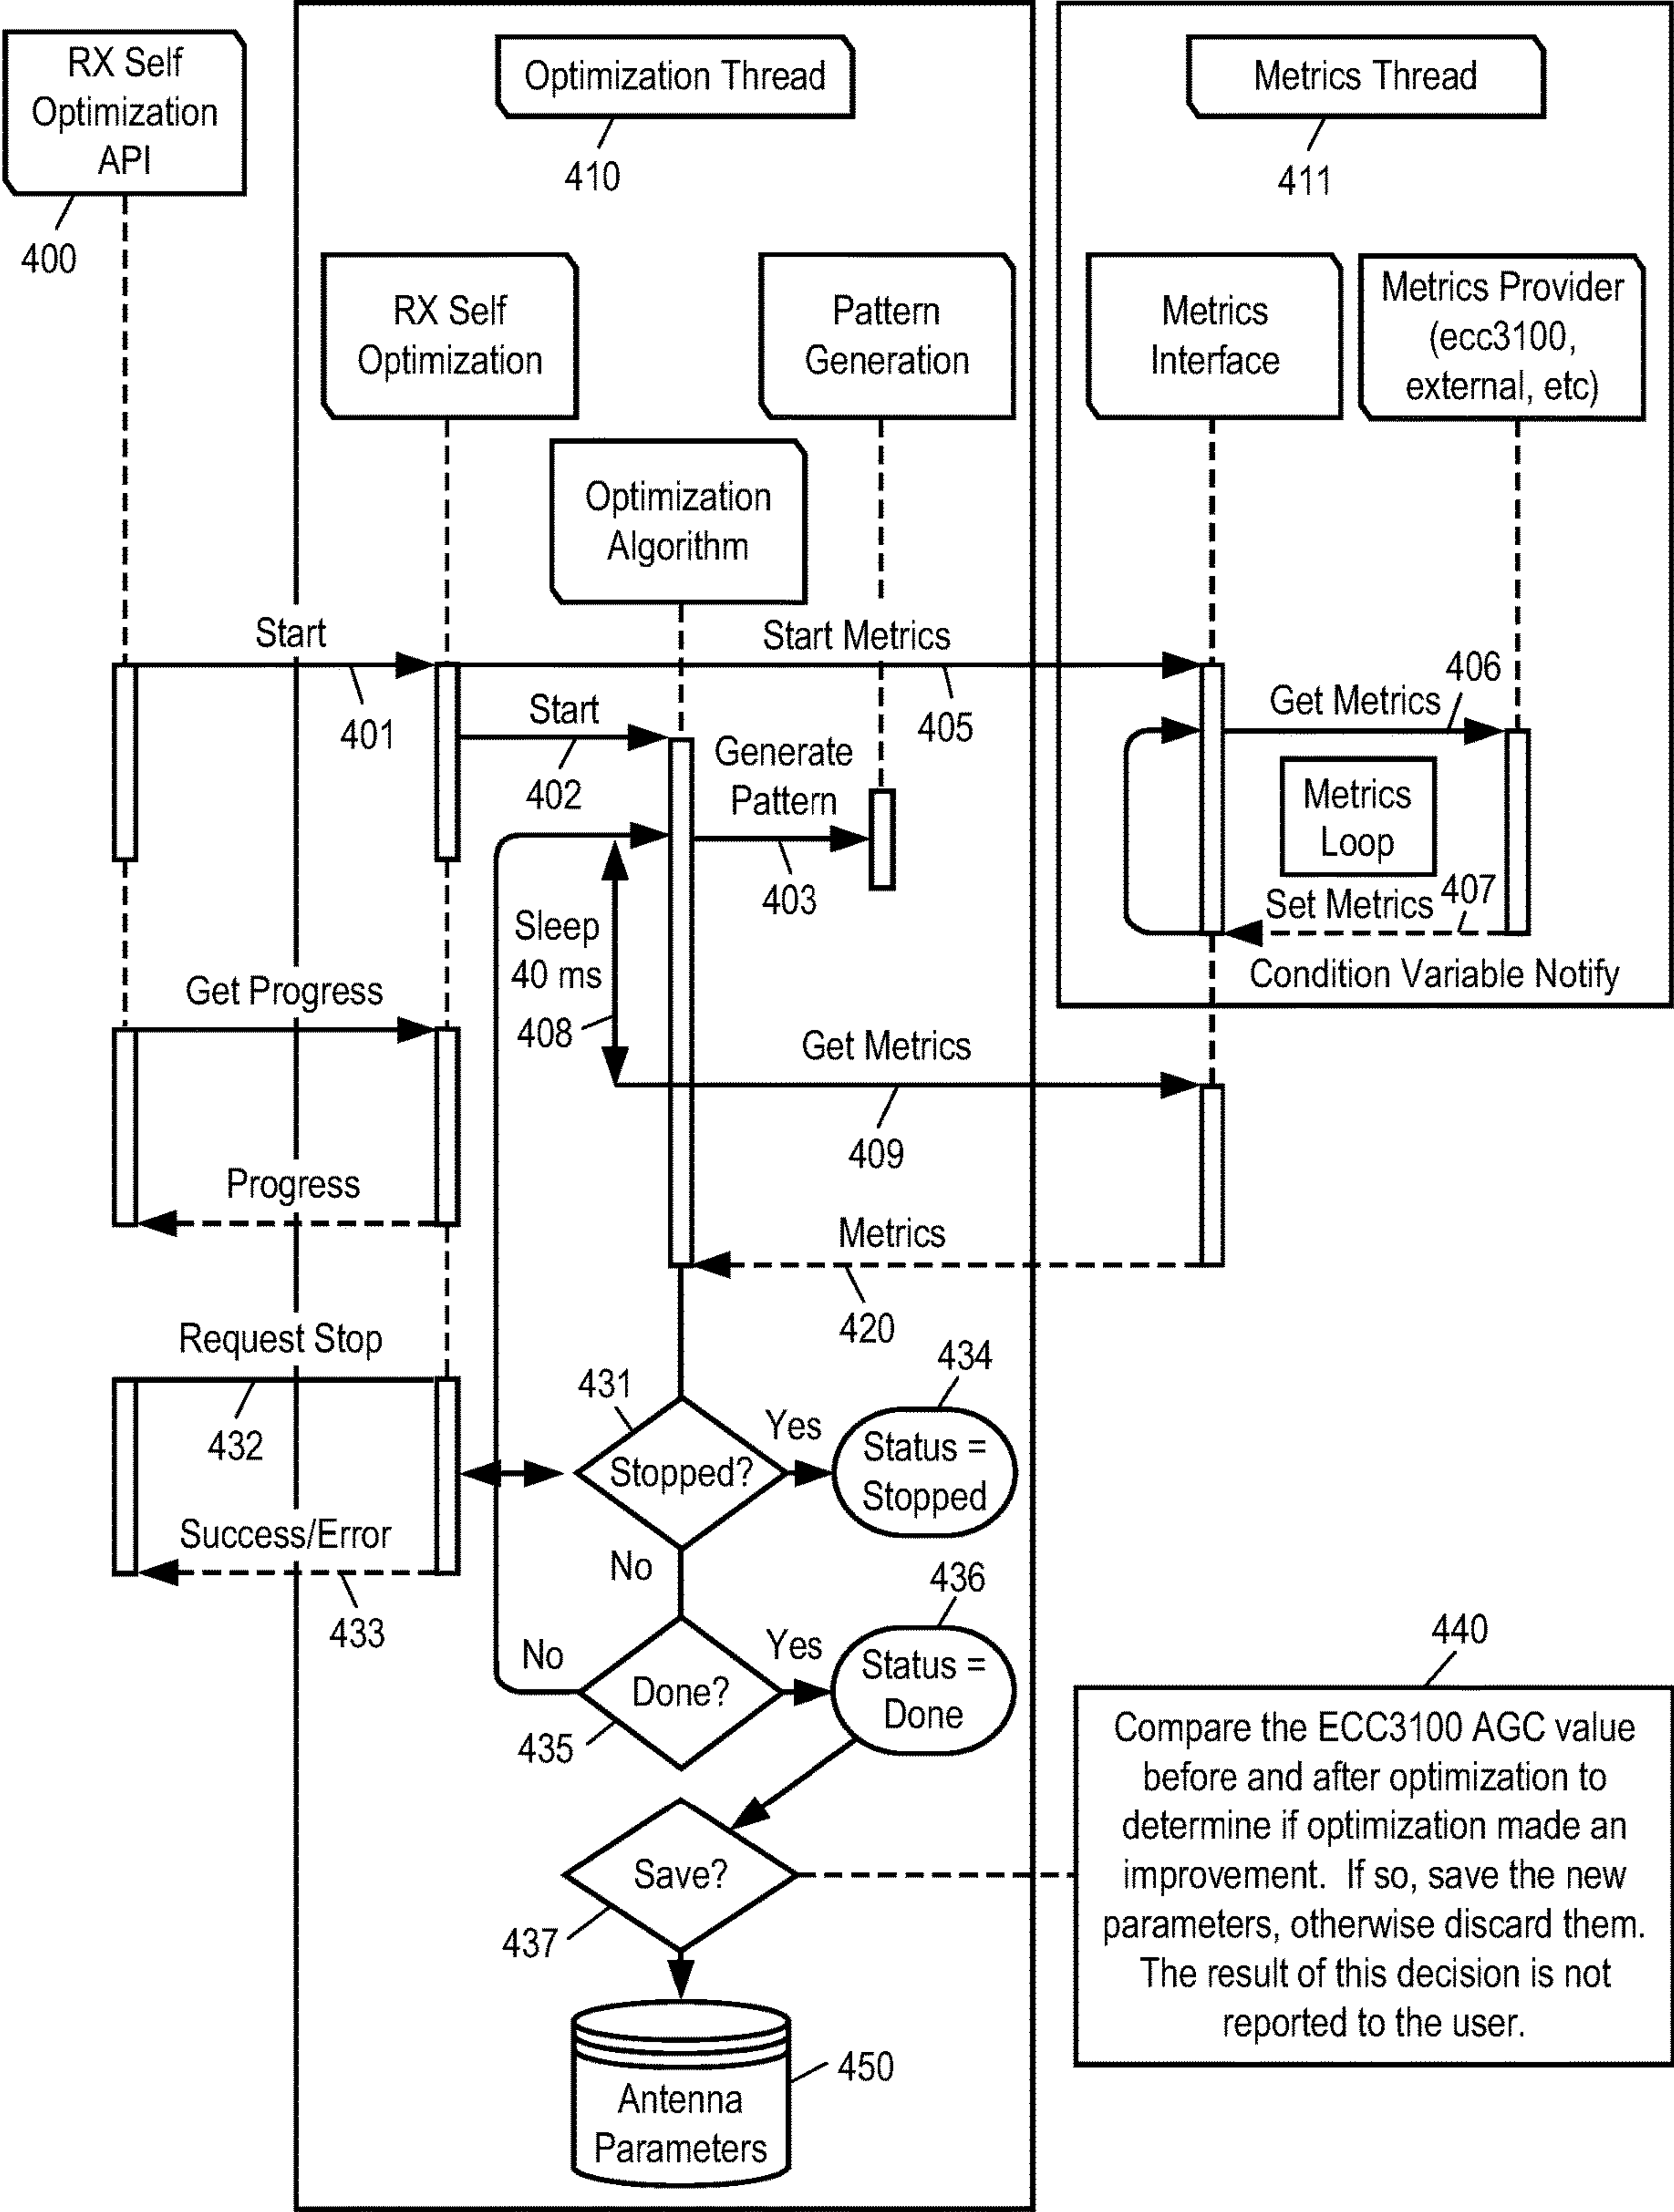 RX Self
Optimization
API
400
Optimization Thread
410
Metrics Thread
411
RX Self
Optimization
Pattern
Generation
Metrics
Interface
Metrics Provider
(ecc3100,
external, etc)
Optimization
Algorithm
Start
401
Start Metrics
405
Start
402
Generate
Pattern
403
Get Metrics
406
Metrics
Loop
Set Metrics
407
Condition Variable Notify
Sleep
40 ms
408
Get Progress
Get Metrics
409
Progress
Metrics
420
Request Stop
432
431
Stopped?
Yes
434
Status =
Stopped
Success/Error
433
No
436
No
Done?
435
Yes
Status =
Done
440
Compare the ECC3100 AGC value
before and after optimization to
determine if optimization made an
improvement. If so, save the new
parameters, otherwise discard them.
The result of this decision is not
reported to the user.
Save?
437
450
Antenna
Parameters